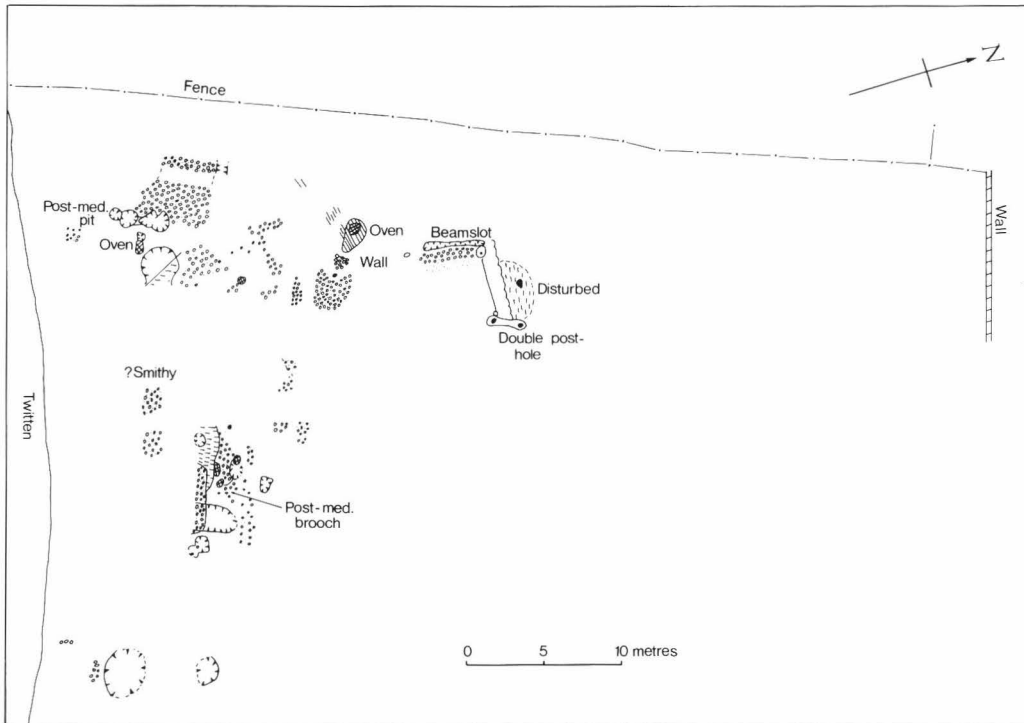 N
Fence
Post-med.
pit
Oven
Oven
Wall
Beamslot
Disturbed
Double post-
hole
Wall
?Smithy
Twitten
Post-med.
brooch
0 5 10 metres